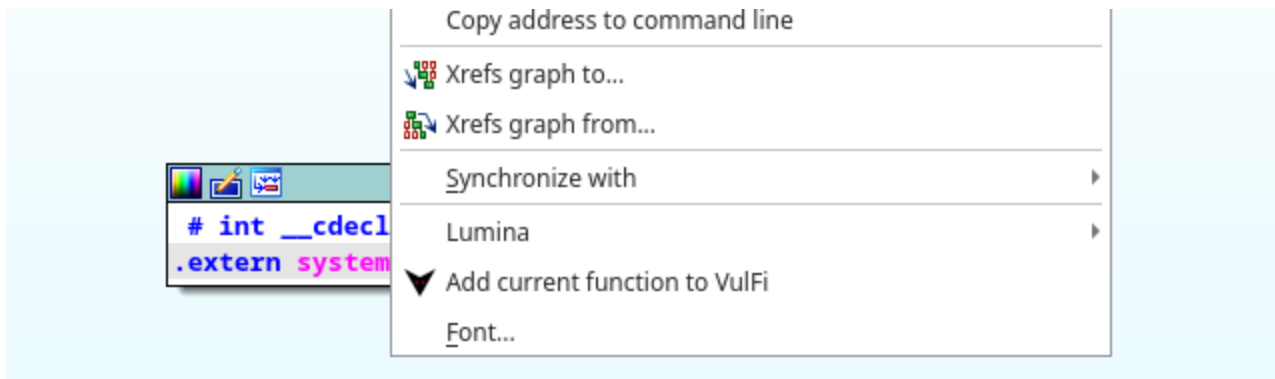 Copy address to command line
Xrefs graph to...
Xrefs graph from...
Synchronize with
# int __cdecl
Lumina
.extern system
Add current function to VulFi
Font...